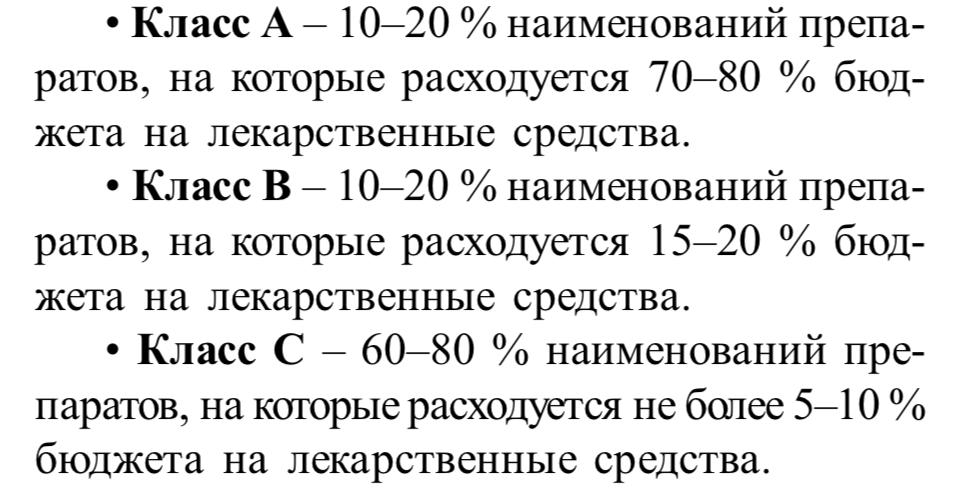 • Класс А – 10–20 % наименований препа-
ратов, на которые расходуется 70–80 % бюд-
жета на лекарственные средства.
• Класс В – 10–20 % наименований препа-
ратов, на которые расходуется 15–20 % бюд-
жета на лекарственные средства.
• Класс С – 60–80 % наименований пре-
паратов, на которые расходуется не более 5–10 %
бюджета на лекарственные средства.